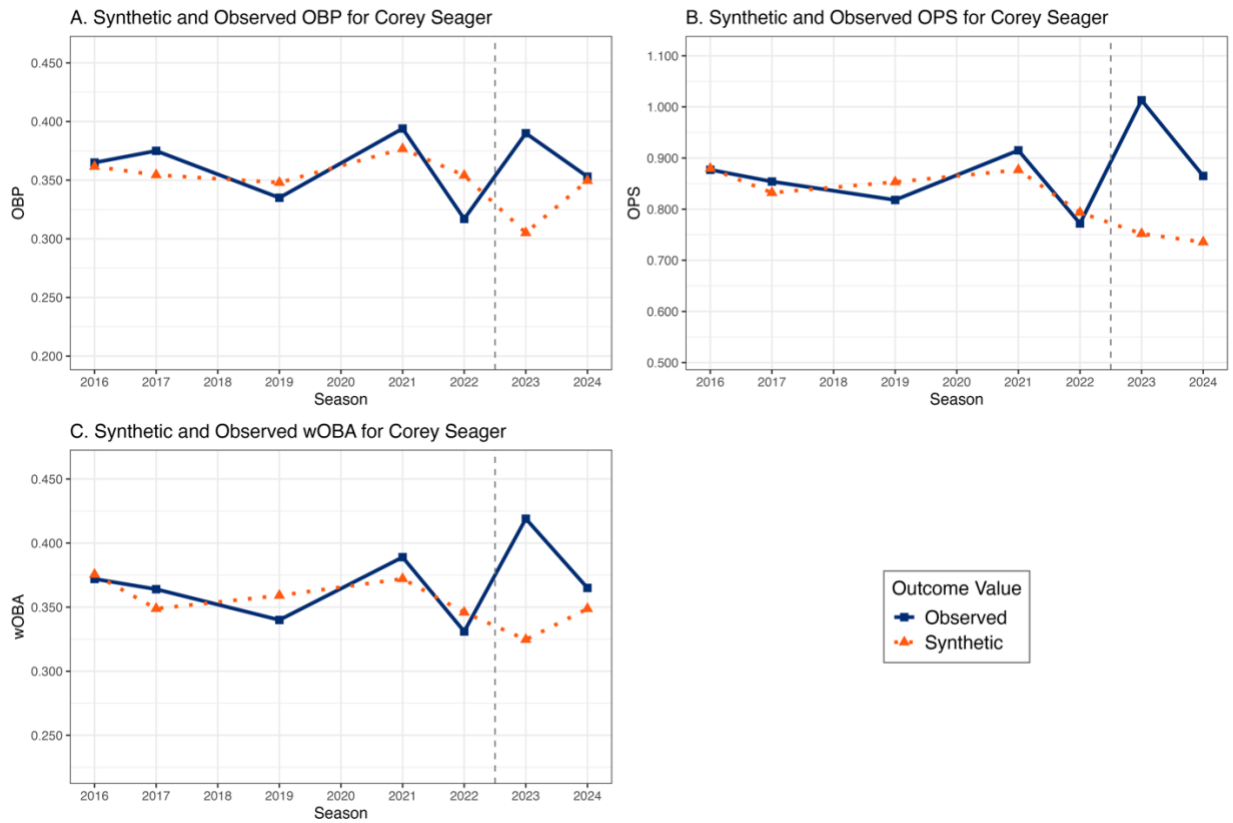 A. Synthetic and Observed OBP for Corey Seager
0.450
0.400
0.350
0.300
0.250
0.200
OBP
2016 2017 2018 2019 2020 2021 2022 2023 2024
Season
B. Synthetic and Observed OPS for Corey Seager
1.100
1.000
0.900
0.800
0.700
0.600
0.500
OPS
2016 2017 2018 2019 2020 2021 2022 2023 2024
Season
C. Synthetic and Observed wOBA for Corey Seager
0.450
0.400
0.350
0.300
0.250
wOBA
2016 2017 2018 2019 2020 2021 2022 2023 2024
Season
Outcome Value
Observed
Synthetic